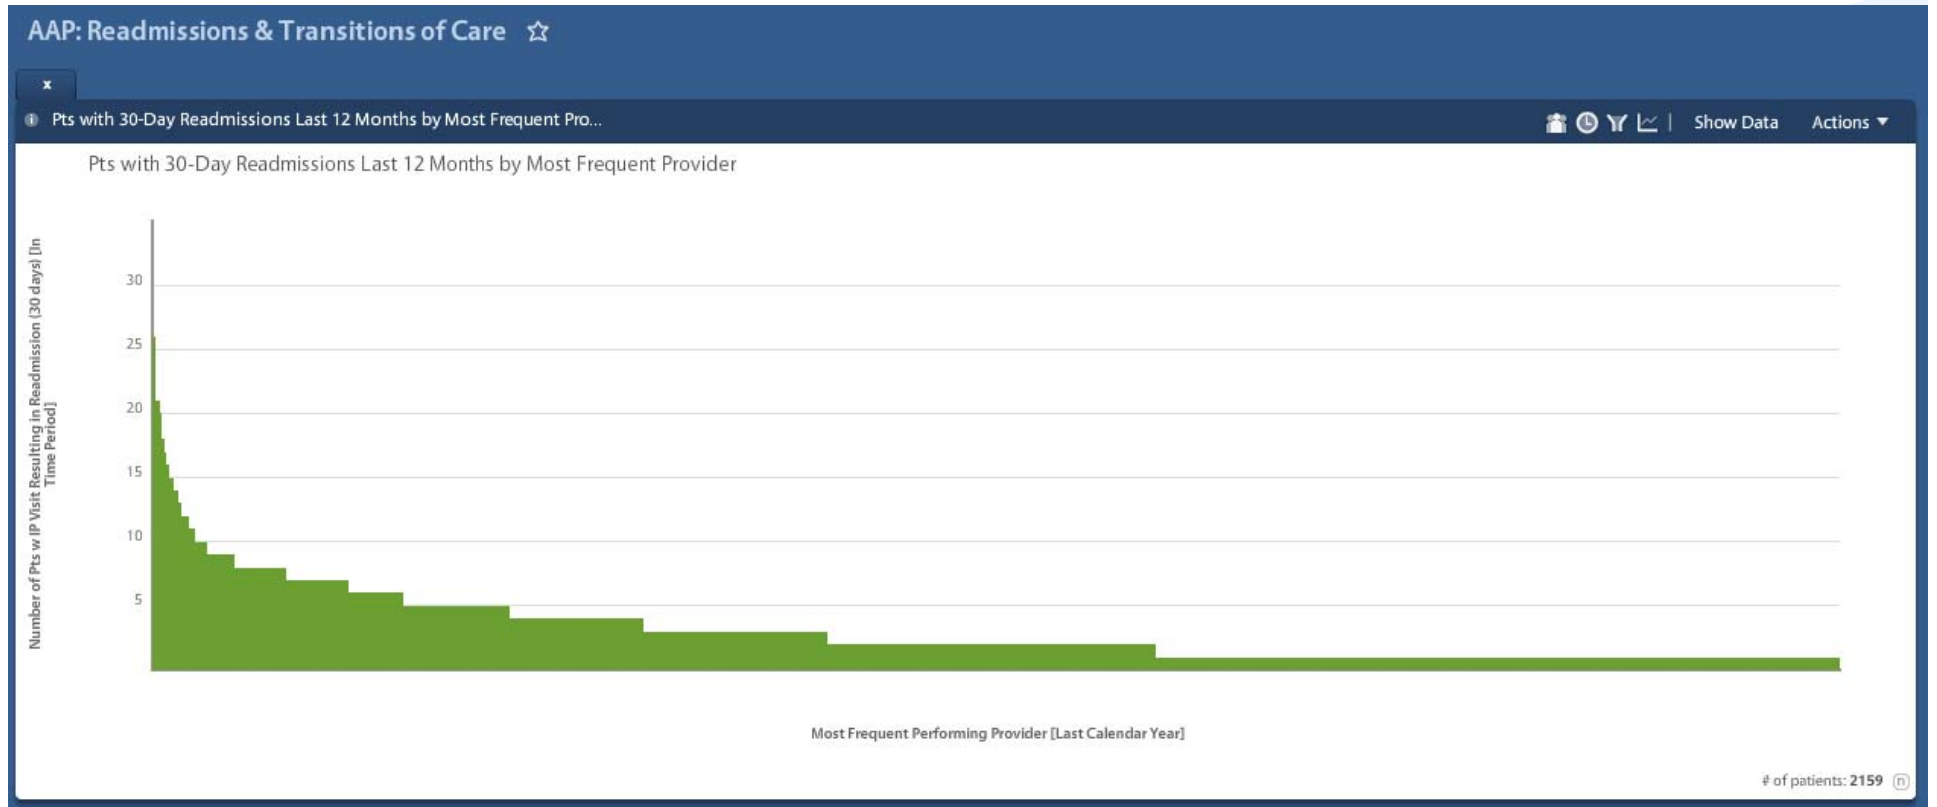 AAP: Readmissions & Transitions of Care
x
Pts with 30-Day Readmissions Last 12 Months by Most Frequent Pro...
Show Data
Actions
Pts with 30-Day Readmissions Last 12 Months by Most Frequent Provider
Number of Pts w IP Visit Resulting in Readmission (30 days) [In
Time Period]
30
25
20
15
10
5
Most Frequent Performing Provider [Last Calendar Year]
# of patients: 2159 n